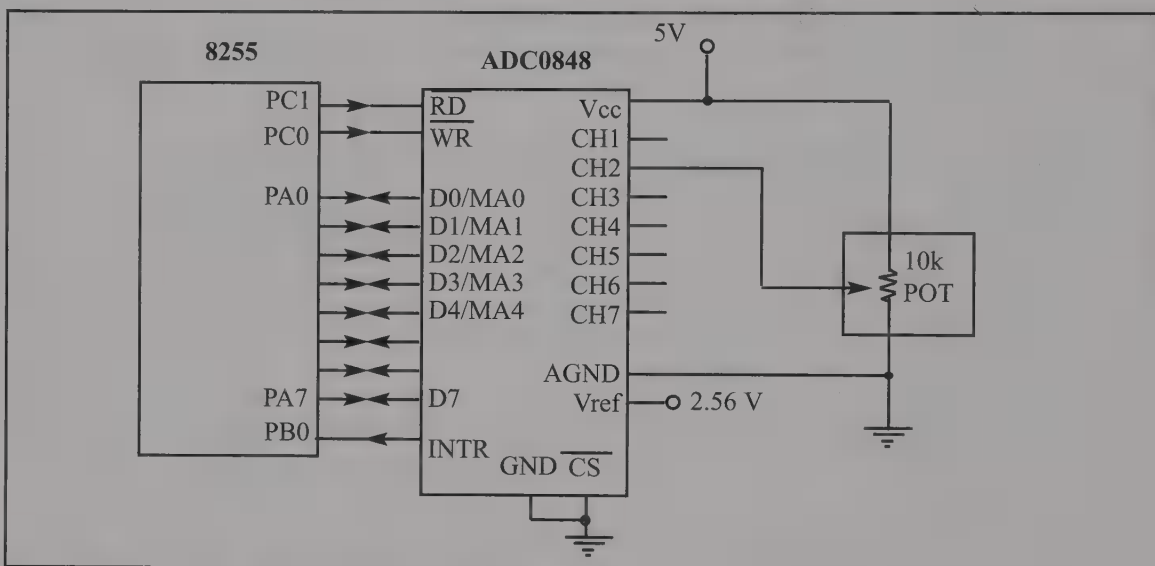 5V
8255
ADC0848
PC1
PC0
PA0
PA7
PB0
RD
WR
D0/MA0
D1/MA1
D2/MA2
D3/MA3
D4/MA4
D7
INTR
GND CS
Vcc
CH1
CH2
CH3
CH4
CH5
CH6
CH7
AGND
Vref
2.56 V
10k
POT